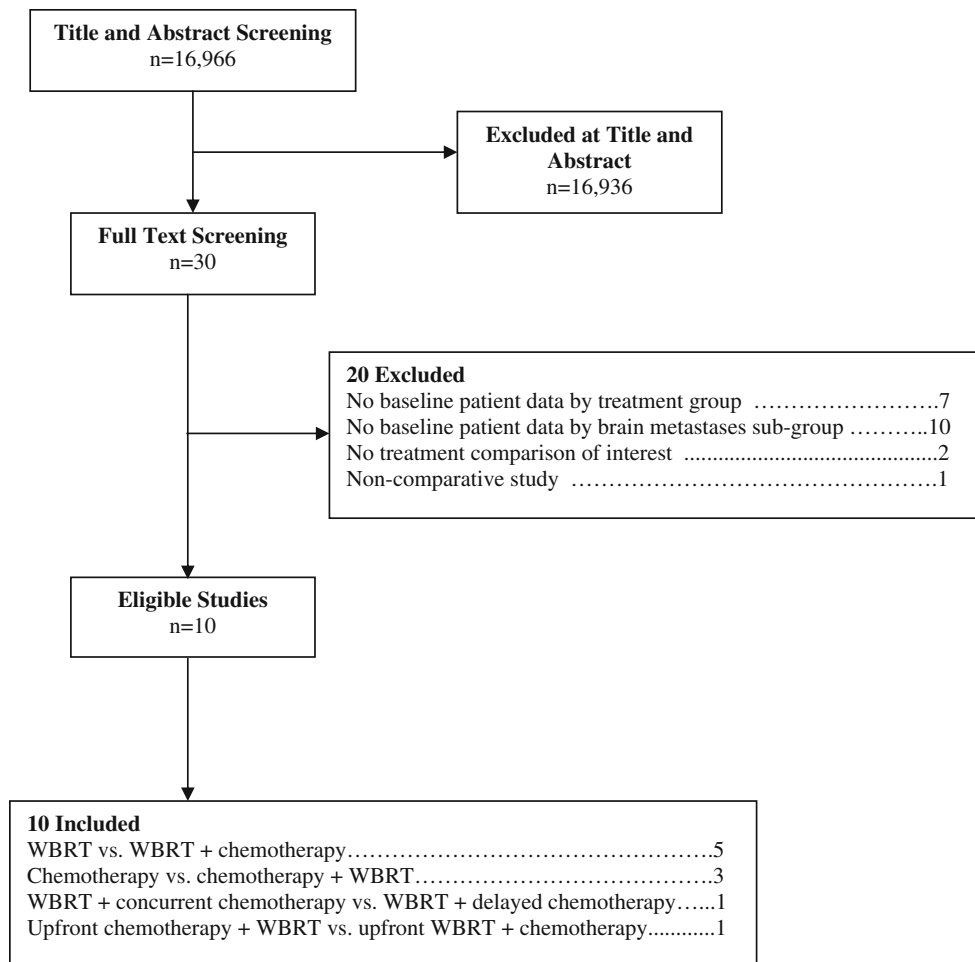 Title and Abstract Screening
n=16,966
Excluded at Title and
Abstract
n=16,936
Full Text Screening
n=30
20 Excluded
No baseline patient data by treatment group …………………….7
No baseline patient data by brain metastases sub-group ………..10
No treatment comparison of interest ..............................................2
Non-comparative study ……………………………………….1
Eligible Studies
n=10
10 Included
WBRT vs. WBRT + chemotherapy……………………………….5
Chemotherapy vs. chemotherapy + WBRT……………………….3
WBRT + concurrent chemotherapy vs. WBRT + delayed chemotherapy…...1
Upfront chemotherapy + WBRT vs. upfront WBRT + chemotherapy............1